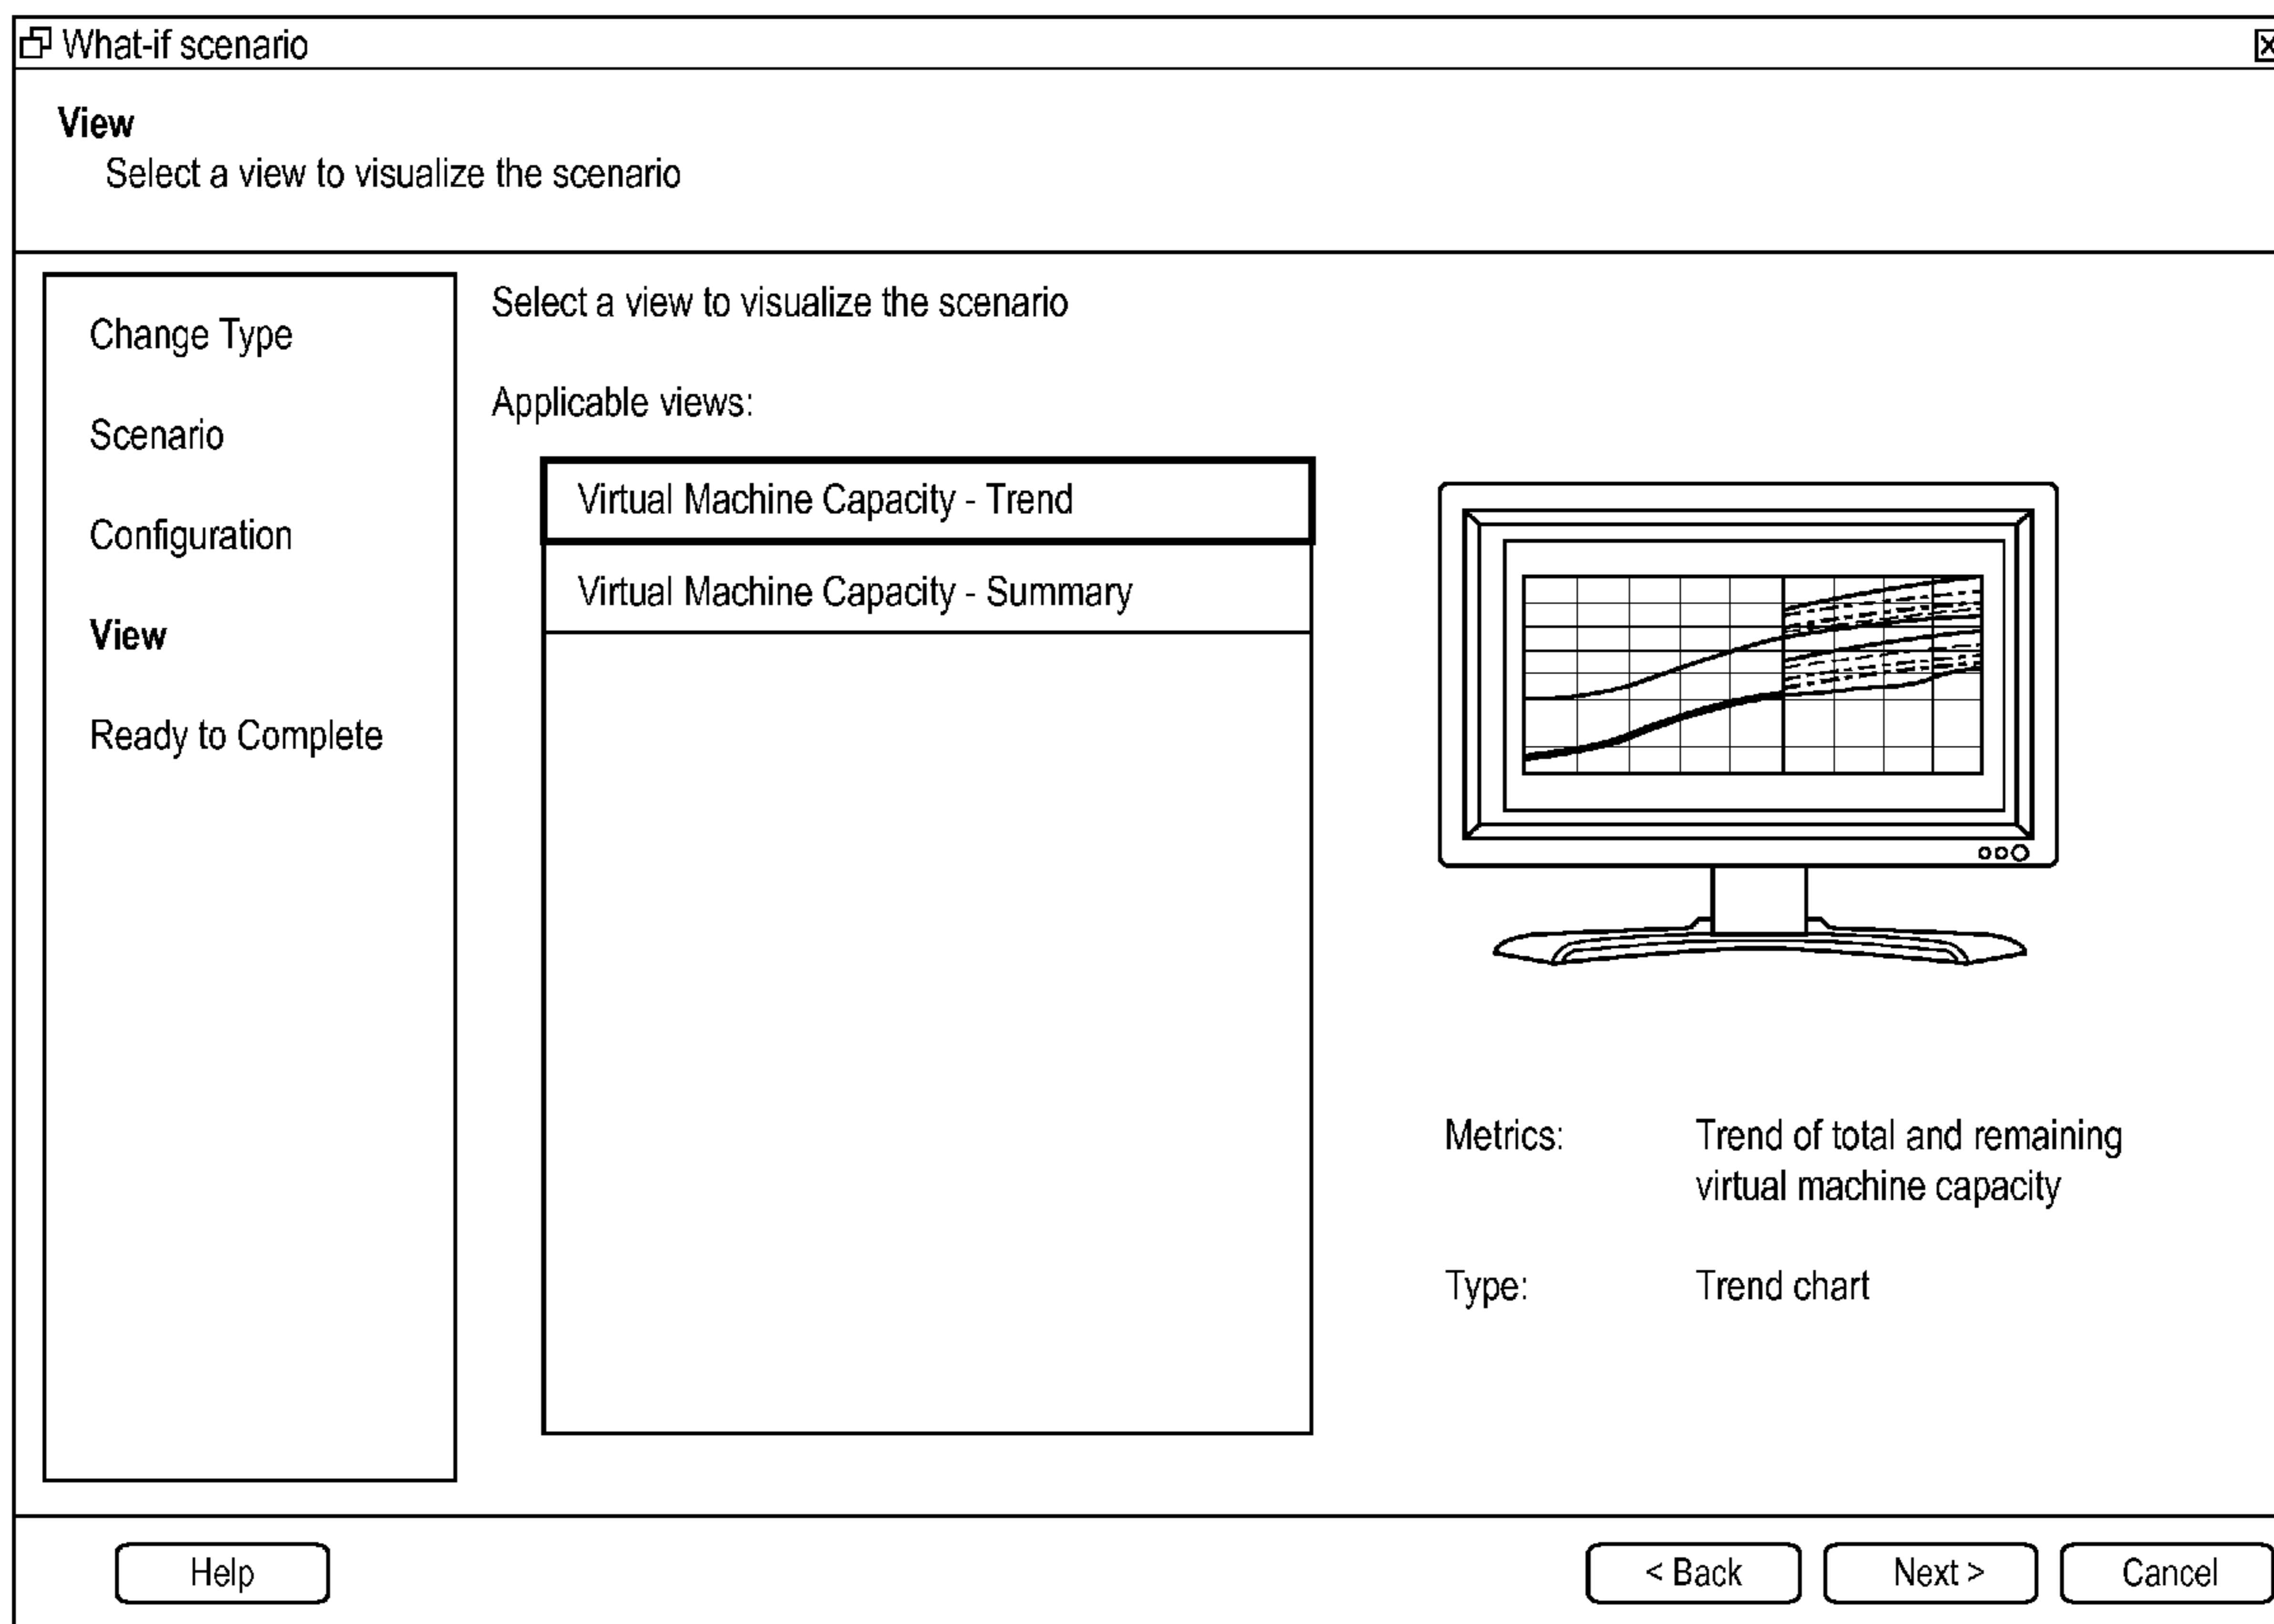 What-if scenario
View
Select a view to visualize the scenario
Change Type
Scenario
Configuration
View
Ready to Complete
Select a view to visualize the scenario
Applicable views:
Virtual Machine Capacity - Trend
Virtual Machine Capacity - Summary
Metrics: Trend of total and remaining
virtual machine capacity
Type: Trend chart
Help
< Back
Next >
Cancel